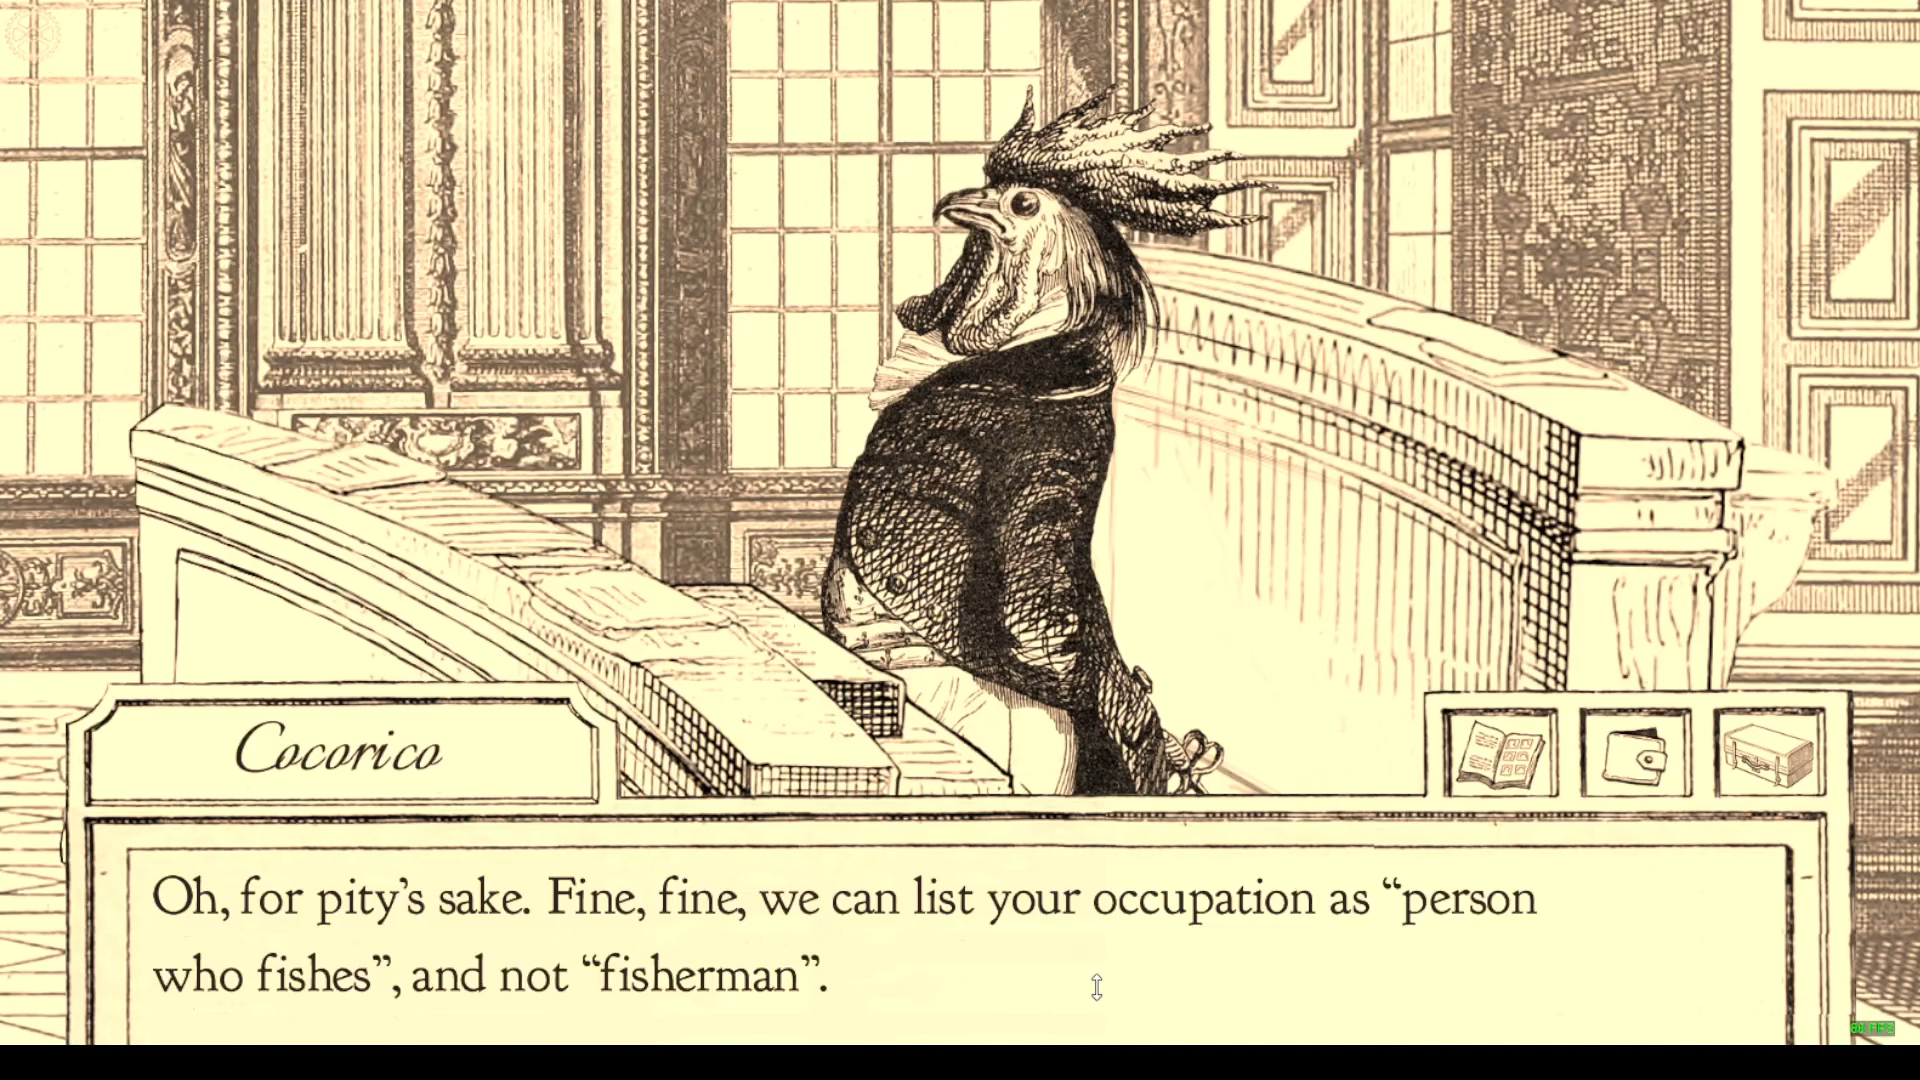 Cocorico
Oh, for pity’s sake. Fine, fine, we can list your occupation as “person
who fishes”, and not “fisherman”.